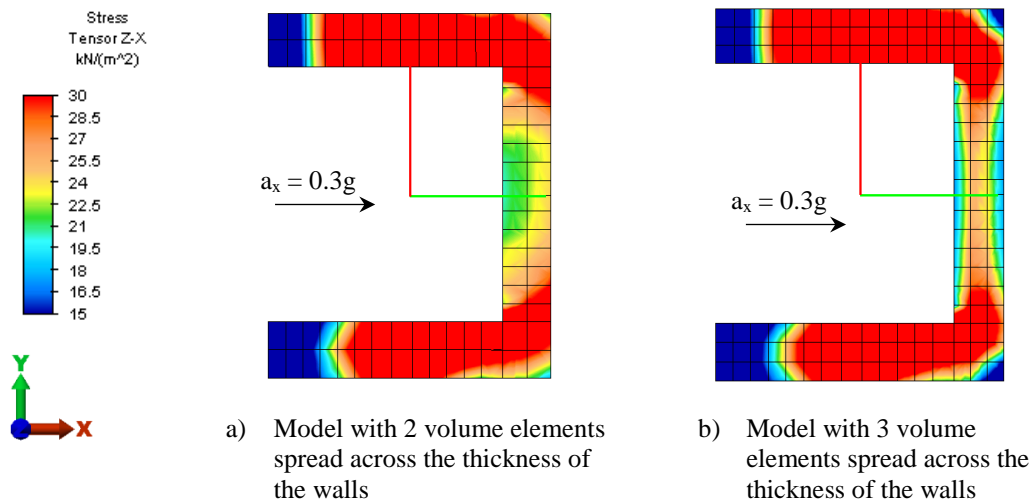 Stress
Tensor Z-X
kN/(m^2)
30
28.5
27
25.5
24
22.5
21
19.5
18
16.5
15
Y
X
a_x = 0.3g
a_x = 0.3g
a) Model with 2 volume elements
spread across the thickness of
the walls
b) Model with 3 volume
elements spread across the
thickness of the walls